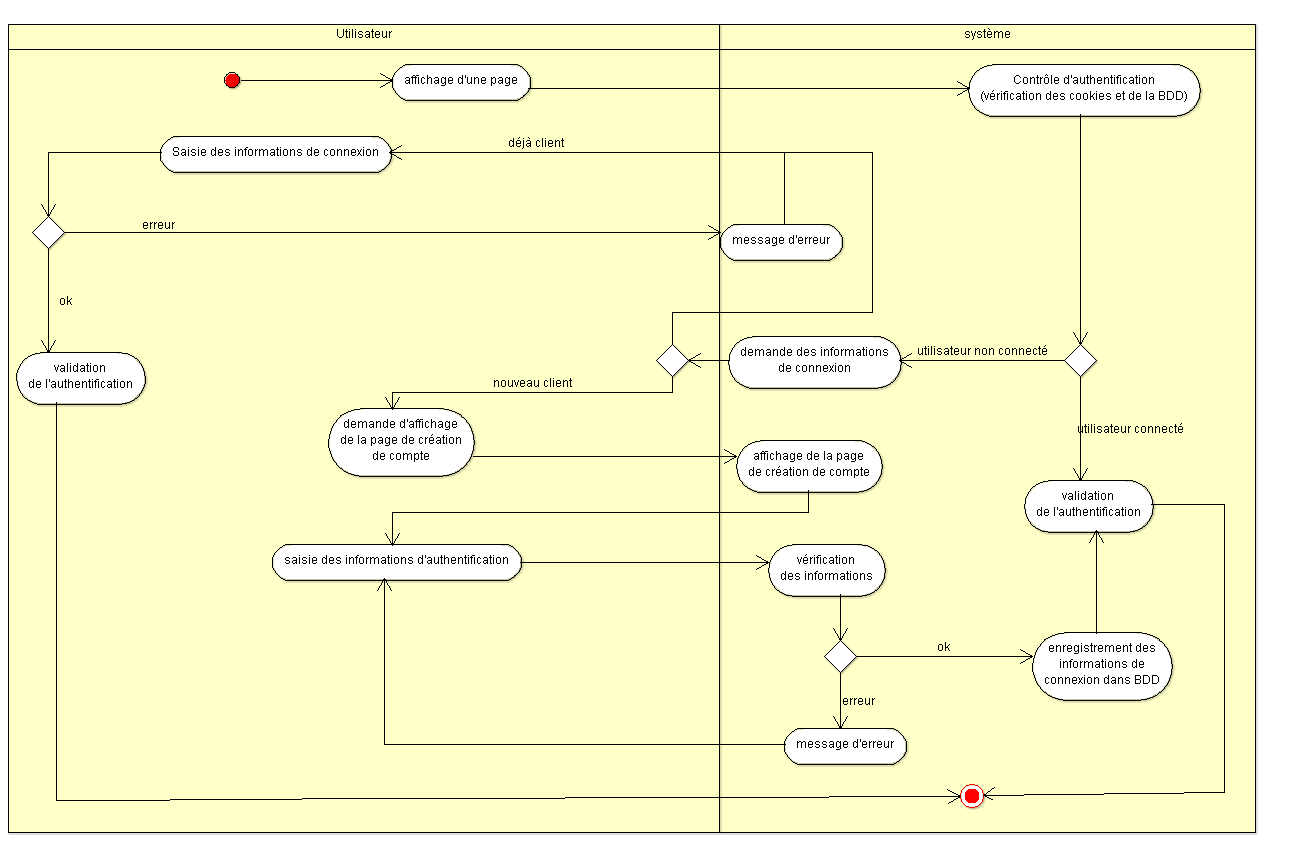 Utilisateur
système
affichage d'une page
Contrôle d'authentification
(vérification des cookies et de la BDD)
déjà client
Saisie des informations de connexion
erreur
message d'erreur
ok
demande des informations
de connexion
utilisateur non connecté
validation
de l'authentification
nouveau client
demande d'affichage
de la page de création
de compte
utilisateur connecté
affichage de la page
de création de compte
validation
de l'authentification
saisie des informations d'authentification
vérification
des informations
ok
enregistrement des
informations de
connexion dans BDD
erreur
message d'erreur